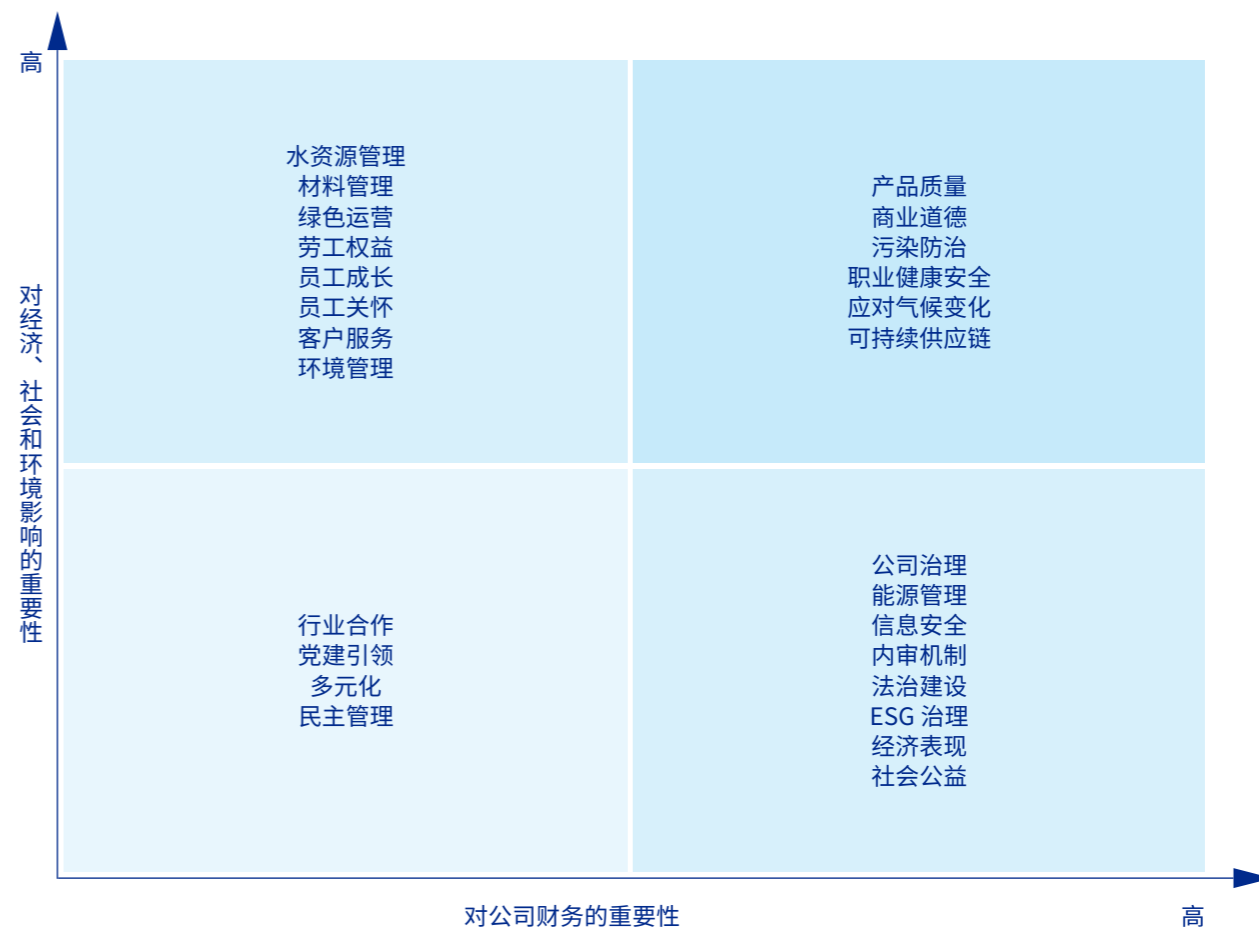 高
水资源管理
材料管理
绿色运营
劳工权益
员工成长
员工关怀
客户服务
环境管理
产品质量
商业道德
污染防治
职业健康安全
应对气候变化
可持续供应链
对经济、社会和环境影响的重要性
行业合作
党建引领
多元化
民主管理
公司治理
能源管理
信息安全
内审机制
法治建设
ESG 治理
经济表现
社会公益
对公司财务的重要性
高